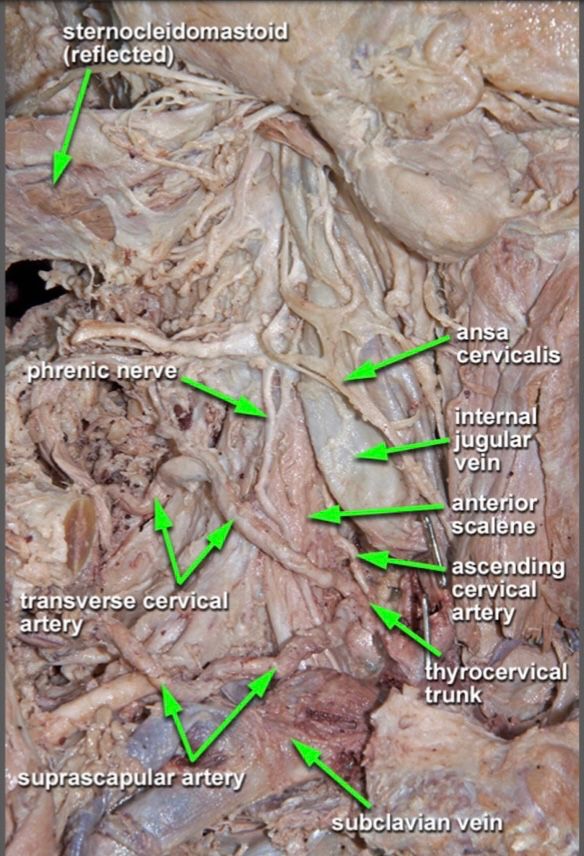 sternocleidomastoid
(reflected)
ansa
cervicalis
phrenic nerve
internal
jugular
vein
anterior
scalene
ascending
cervical
artery
transverse cervical
artery
thyrocervical
trunk
suprascapular artery
subclavian vein